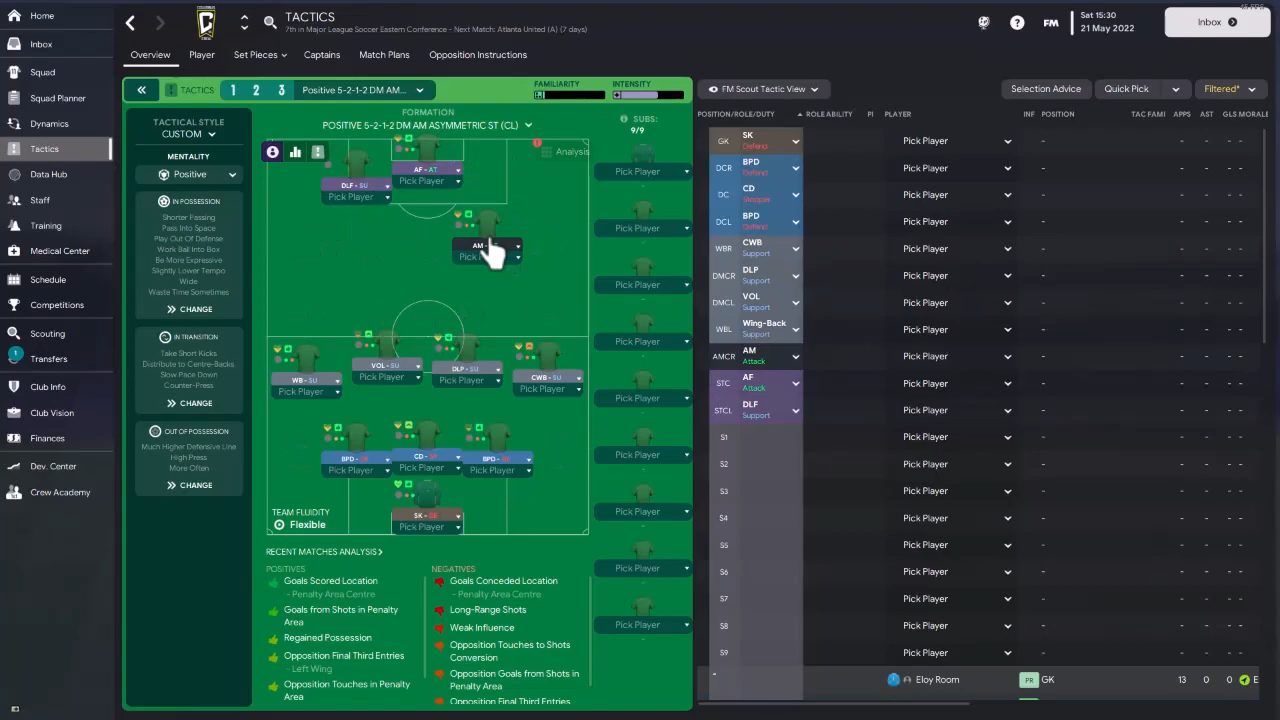 Home
Inbox
Squad
Squad Planner
Dynamics
Tactics
Data Hub
Staff
Training
Medical Center
Schedule
Competitions
Scouting
Transfers
Club Info
Club Vision
Finances
Dev. Center
Crew Academy
TACTICS
7th in Major League Soccer Eastern Conference - Next Match: Atlanta United (A) (7 days)
FM
Sat 15:30
21 May 2022
Inbox
Overview
Player
Set Pieces
Captains
Match Plans
Opposition Instructions
TACTICS
1 2 3
Positive 5-2-1-2 DM AM...
FAMILIARITY
INTENSITY
TACTICAL STYLE
CUSTOM
MENTALITY
Positive
IN POSSESSION
Shorter Passing
Pass Into Space
Play Out Of Defense
Work Ball Into Box
Be More Expressive
Slightly Lower Tempo
Wide
Waste Time Sometimes
CHANGE
IN TRANSITION
Take Short Kicks
Distribute to Centre-Backs
Slow Pace Down
Counter-Press
CHANGE
OUT OF POSSESSION
Much Higher Defensive Line
High Press
More Often
CHANGE
FORMATION
POSITIVE 5-2-1-2 DM AM ASYMMETRIC ST (CL)
SUBS:
9/9
Analysis
AF - AT
Pick Player
DLF - SU
Pick Player
AM -
VOL - SU
Pick Player
DLP - SU
Pick Player
WB - SU
Pick Player
CWB - SU
Pick Player
BPD -
Pick Player
CD -
Pick Player
BPD -
Pick Player
SK -
Pick Player
TEAM FLUIDITY
Flexible
Pick Player
Pick Player
Pick Player
Pick Player
Pick Player
Pick Player
Pick Player
Pick Player
Pick Player
RECENT MATCHES ANALYSIS
POSITIVES
Goals Scored Location
- Penalty Area Centre
Goals from Shots in Penalty
Area
Regained Possession
Opposition Final Third Entries
- Left Wing
Opposition Touches in Penalty
Area
NEGATIVES
Goals Conceded Location
- Penalty Area Centre
Long-Range Shots
Weak Influence
Opposition Touches to Shots
Conversion
Opposition Goals from Shots in
Penalty Area
Opposition Final Third Entries
FM Scout Tactic View
Selection Advice
Quick Pick
Filtered*
POSITION/ROLE/DUTY ROLE ABILITY PI PLAYER INF POSITION TAC FAMI APPS AST GLS MORALE
GK SK Defend Pick Player - - - - -
DCR BPD Defend Pick Player - - - - -
DC CD Stopper Pick Player - - - - -
DCL BPD Defend Pick Player - - - - -
WBR CWB Support Pick Player - - - - -
DMCR DLP Support Pick Player - - - - -
DMCL VOL Support Pick Player - - - - -
WBL Wing-Back Support Pick Player - - - - -
AMCR AM Attack Pick Player - - - - -
STC AF Attack Pick Player - - - - -
STCL DLF Support Pick Player - - - - -
S1 Pick Player - - - - -
S2 Pick Player - - - - -
S3 Pick Player - - - - -
S4 Pick Player - - - - -
S5 Pick Player - - - - -
S6 Pick Player - - - - -
S7 Pick Player - - - - -
S8 Pick Player - - - - -
S9 Pick Player - - - - -
- Eloy Room PR GK 13 0 0 E